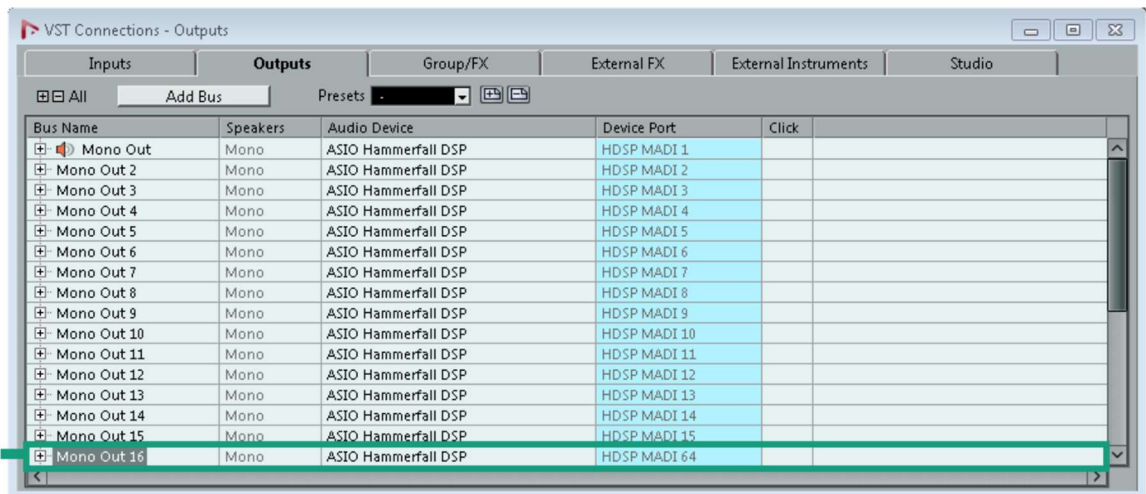 VST Connections - Outputs
Inputs Outputs Group/FX External FX External Instruments Studio
All Add Bus Presets -
Bus Name Speakers Audio Device Device Port Click
Mono Out Mono ASIO Hammerfall DSP HDSP MADI 1
Mono Out 2 Mono ASIO Hammerfall DSP HDSP MADI 2
Mono Out 3 Mono ASIO Hammerfall DSP HDSP MADI 3
Mono Out 4 Mono ASIO Hammerfall DSP HDSP MADI 4
Mono Out 5 Mono ASIO Hammerfall DSP HDSP MADI 5
Mono Out 6 Mono ASIO Hammerfall DSP HDSP MADI 6
Mono Out 7 Mono ASIO Hammerfall DSP HDSP MADI 7
Mono Out 8 Mono ASIO Hammerfall DSP HDSP MADI 8
Mono Out 9 Mono ASIO Hammerfall DSP HDSP MADI 9
Mono Out 10 Mono ASIO Hammerfall DSP HDSP MADI 10
Mono Out 11 Mono ASIO Hammerfall DSP HDSP MADI 11
Mono Out 12 Mono ASIO Hammerfall DSP HDSP MADI 12
Mono Out 13 Mono ASIO Hammerfall DSP HDSP MADI 13
Mono Out 14 Mono ASIO Hammerfall DSP HDSP MADI 14
Mono Out 15 Mono ASIO Hammerfall DSP HDSP MADI 15
Mono Out 16 Mono ASIO Hammerfall DSP HDSP MADI 64